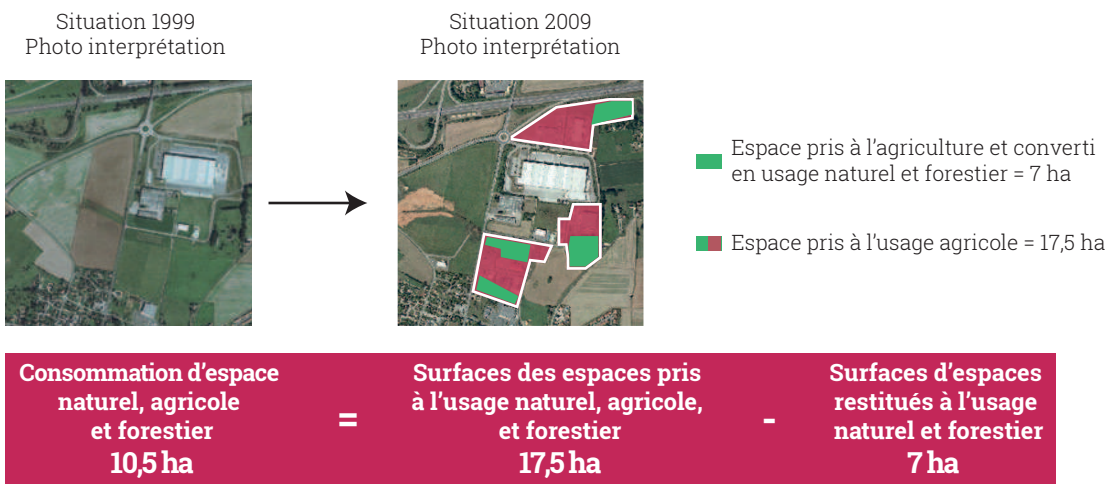 Situation 1999
Photo interprétation
Situation 2009
Photo interprétation
Espace pris à l'agriculture et converti
en usage naturel et forestier = 7 ha
Espace pris à l'usage agricole = 17,5 ha
Consommation d'espace
naturel, agricole
et forestier
10,5 ha
=
Surfaces des espaces pris
à l'usage naturel, agricole,
et forestier
17,5 ha
-
Surfaces d'espaces
restitués à l'usage
naturel et forestier
7 ha